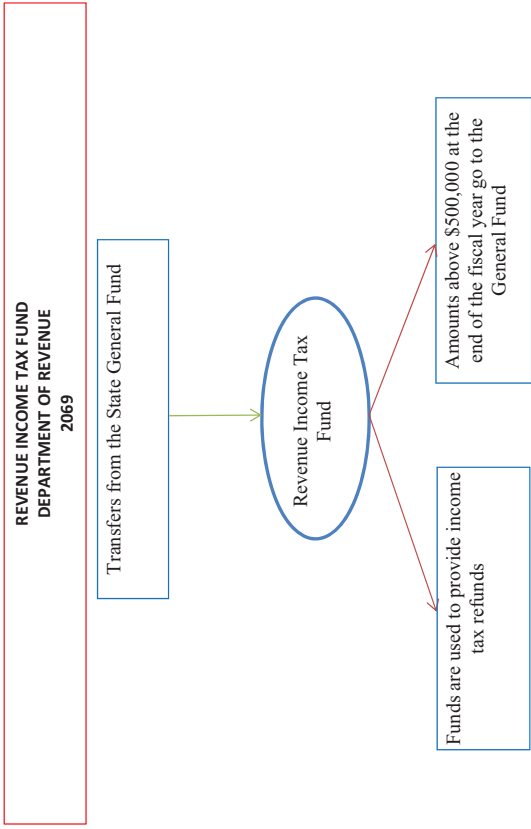 REVENUE INCOME TAX FUND
DEPARTMENT OF REVENUE
2069
Transfers from the State General Fund
Revenue Income Tax
Fund
Funds are used to provide income
tax refunds
Amounts above $500,000 at the
end of the fiscal year go to the
General Fund